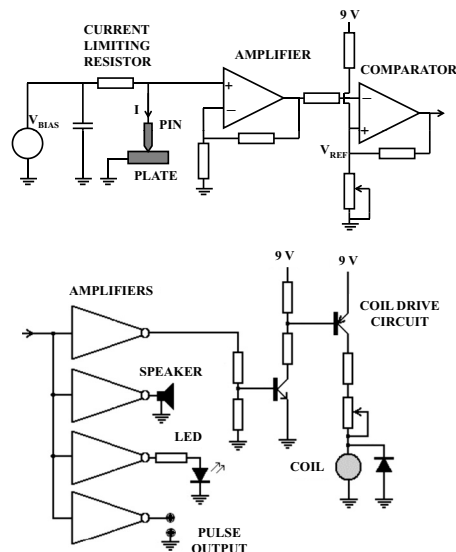 9 V
CURRENT
LIMITING
RESISTOR
AMPLIFIER
COMPARATOR
+
−
−
+
V_BIAS
I
PIN
PLATE
V_REF
9 V
9 V
AMPLIFIERS
COIL DRIVE
CIRCUIT
SPEAKER
LED
COIL
PULSE
OUTPUT